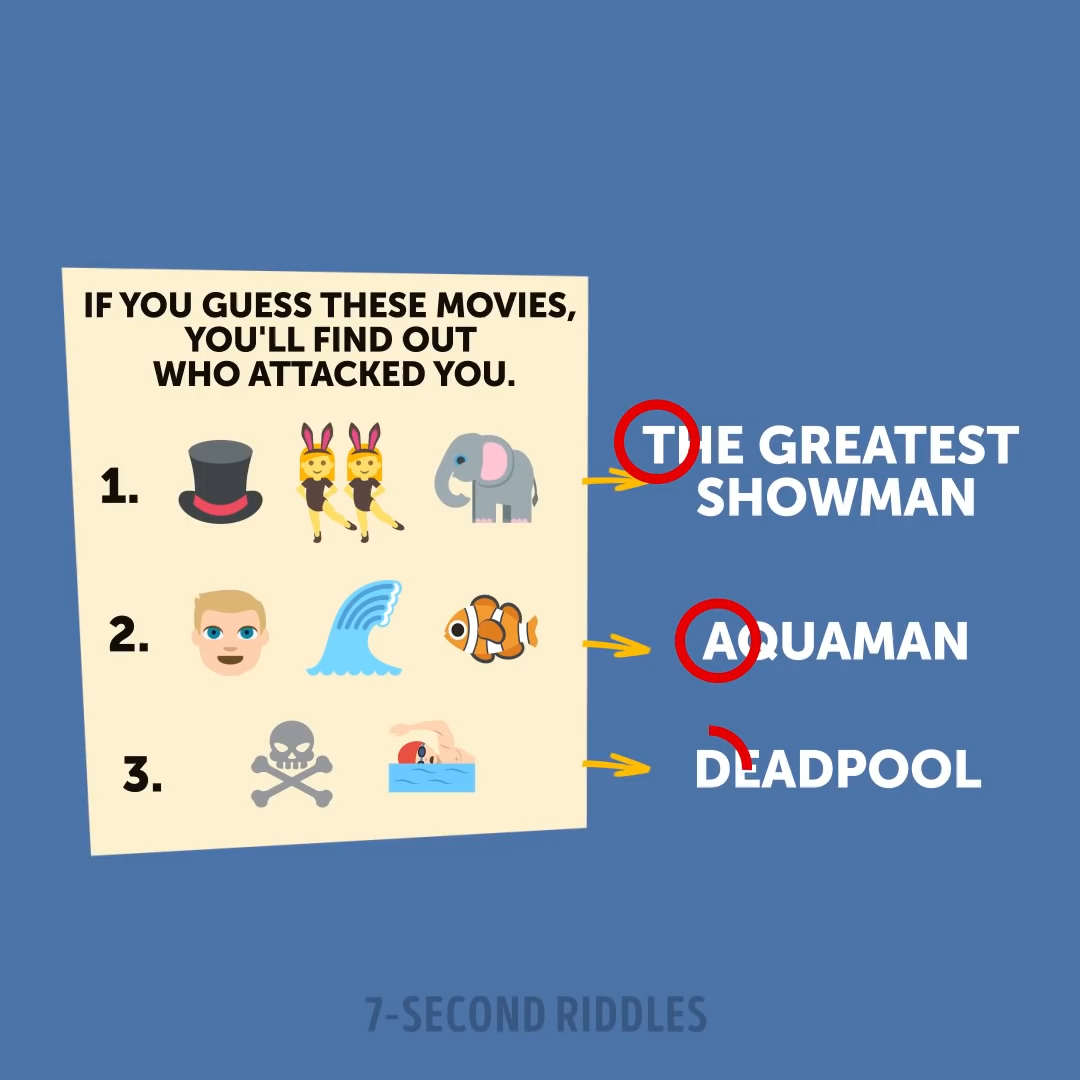 IF YOU GUESS THESE MOVIES,
YOU'LL FIND OUT
WHO ATTACKED YOU.
1.
THE GREATEST
SHOWMAN
2.
AQUAMAN
3.
DEADPOOL
7-SECOND RIDDLES